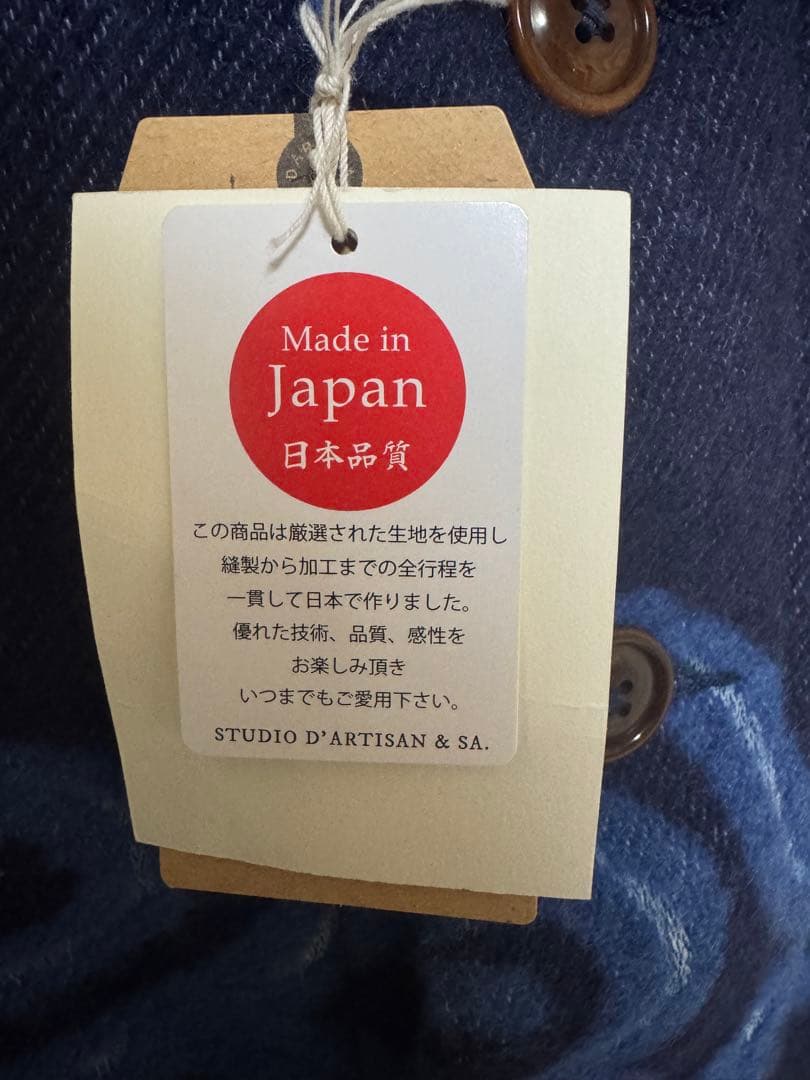 Made in
Japan
日本品質
この商品は厳選された生地を使用し
縫製から加工までの全行程を
一貫して日本で作りました。
優れた技術、品質、感性を
お楽しみ頂き
いつまでもご愛用下さい。
STUDIO D'ARTISAN & SA.